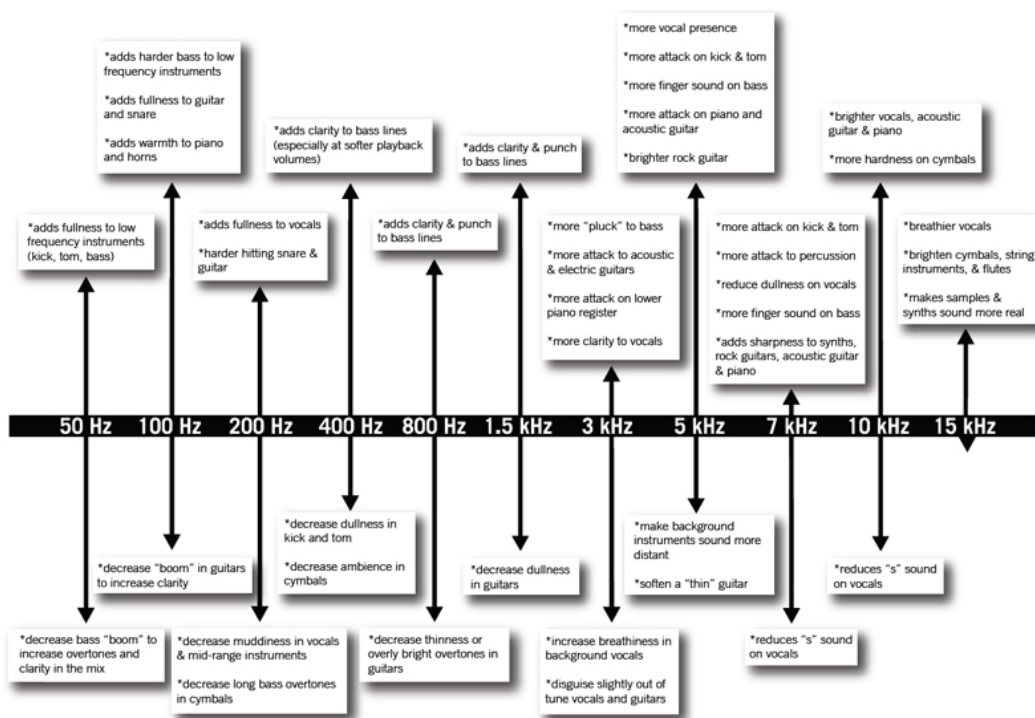 *adds harder bass to low
frequency instruments
*adds fullness to guitar
and snare
*adds warmth to piano
and horns
*more vocal presence
*more attack on kick & tom
*more finger sound on bass
*more attack on piano and
acoustic guitar
*brighter rock guitar
*adds clarity to bass lines
(especially at softer playback
volumes)
*adds clarity & punch
to bass lines
*brighter vocals, acoustic
guitar & piano
*more hardness on cymbals
*adds fullness to low
frequency instruments
(kick, tom, bass)
*adds fullness to vocals
*harder hitting snare &
guitar
*adds clarity & punch
to bass lines
*more "pluck" to bass
*more attack to acoustic
& electric guitars
*more attack on lower
piano register
*more clarity to vocals
*more attack on kick & tom
*more attack to percussion
*reduce dullness on vocals
*more finger sound on bass
*adds sharpness to synths,
rock guitars, acoustic guitar
& piano
*breathier vocals
*brighten cymbals, string
instruments, & flutes
*makes samples &
synths sound more real
50 Hz 100 Hz 200 Hz 400 Hz 800 Hz 1.5 kHz 3 kHz 5 kHz 7 kHz 10 kHz 15 kHz
*decrease "boom" in guitars
to increase clarity
*decrease dullness in
kick and tom
*decrease ambience in
cymbals
*decrease dullness
in guitars
*make background
instruments sound more
distant
*soften a "thin" guitar
*reduces "s" sound
on vocals
*decrease bass "boom" to
increase overtones and
clarity in the mix
*decrease muddiness in vocals
& mid-range instruments
*decrease long bass overtones
in cymbals
*decrease thinness or
overly bright overtones in
guitars
*increase breathiness in
background vocals
*disguise slightly out of
tune vocals and guitars
*reduces "s" sound
on vocals